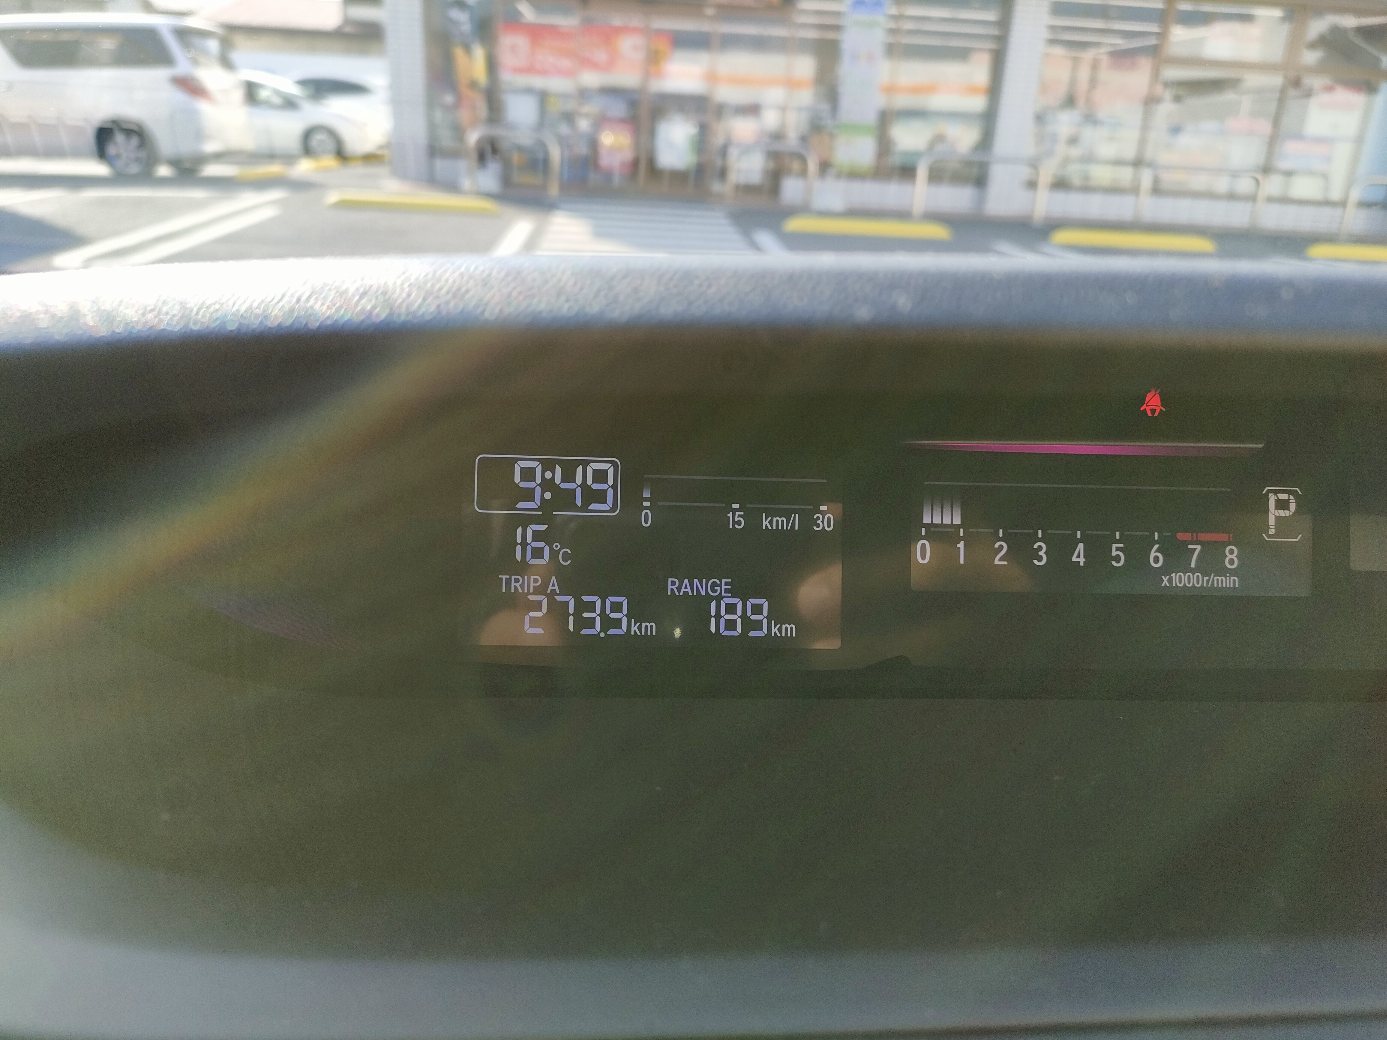 9:49
0 15 km/l 30
16°C
TRIP A
273.9km
RANGE
189km
P
0 1 2 3 4 5 6 7 8
x1000r/min